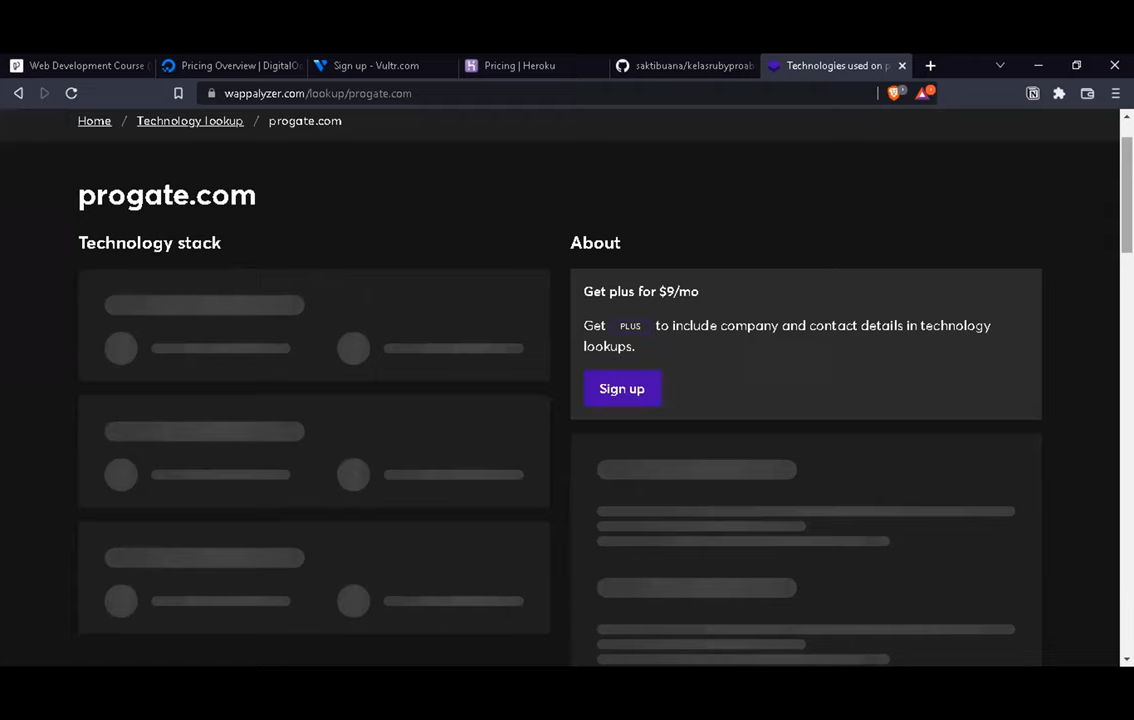 Web Development Course
Pricing Overview | DigitalO
Sign up - Vultr.com
Pricing | Heroku
saktibuana/kelasrubyproab
Technologies used on p
wappalyzer.com/lookup/progate.com
Home / Technology lookup / progate.com
progate.com
Technology stack
About
Get plus for $9/mo
Get PLUS to include company and contact details in technology
lookups.
Sign up